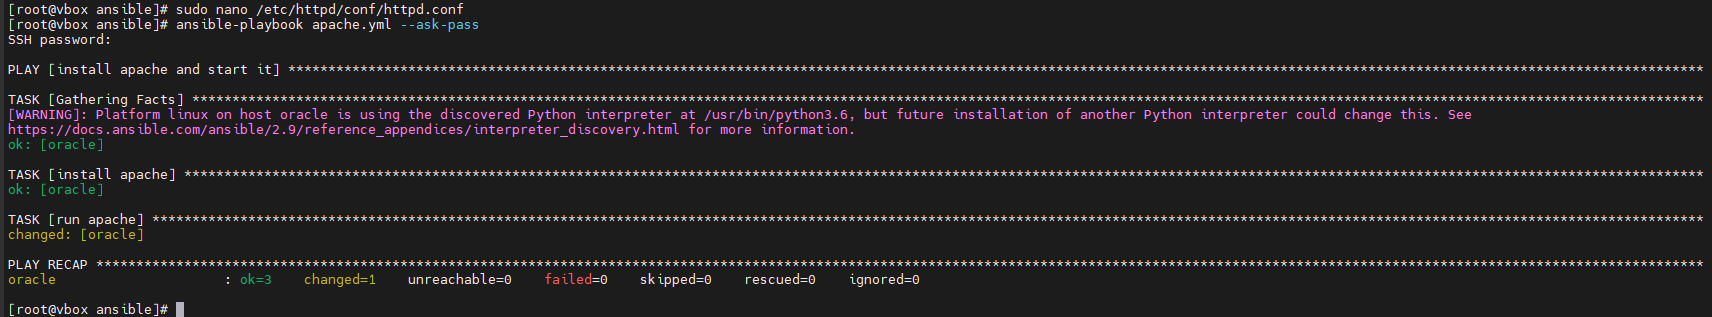 [root@vbox ansible]# sudo nano /etc/httpd/conf/httpd.conf
[root@vbox ansible]# ansible-playbook apache.yml --ask-pass
SSH password:
PLAY [install apache and start it] *********************************************************************************************************************************************************************************
TASK [Gathering Facts] *********************************************************************************************************************************************************************************************
[WARNING]: Platform linux on host oracle is using the discovered Python interpreter at /usr/bin/python3.6, but future installation of another Python interpreter could change this. See
https://docs.ansible.com/ansible/2.9/reference_appendices/interpreter_discovery.html for more information.
ok: [oracle]
TASK [install apache] **********************************************************************************************************************************************************************************************
ok: [oracle]
TASK [run apache] **************************************************************************************************************************************************************************************************
changed: [oracle]
PLAY RECAP *********************************************************************************************************************************************************************************************************
oracle                     : ok=3    changed=1    unreachable=0    failed=0    skipped=0    rescued=0    ignored=0
[root@vbox ansible]#